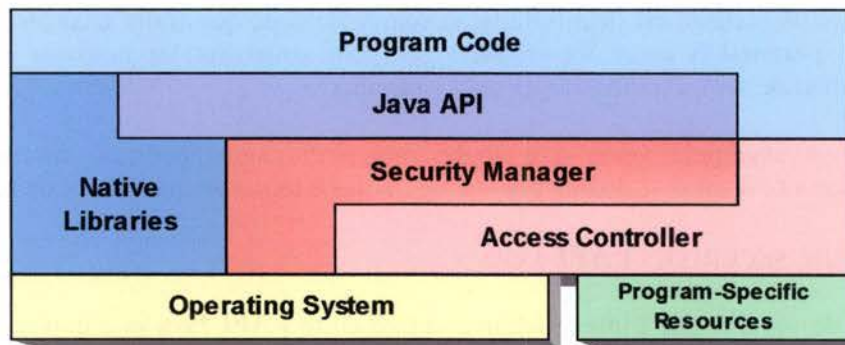 Program Code
Java API
Security Manager
Native
Libraries
Access Controller
Operating System
Program-Specific
Resources